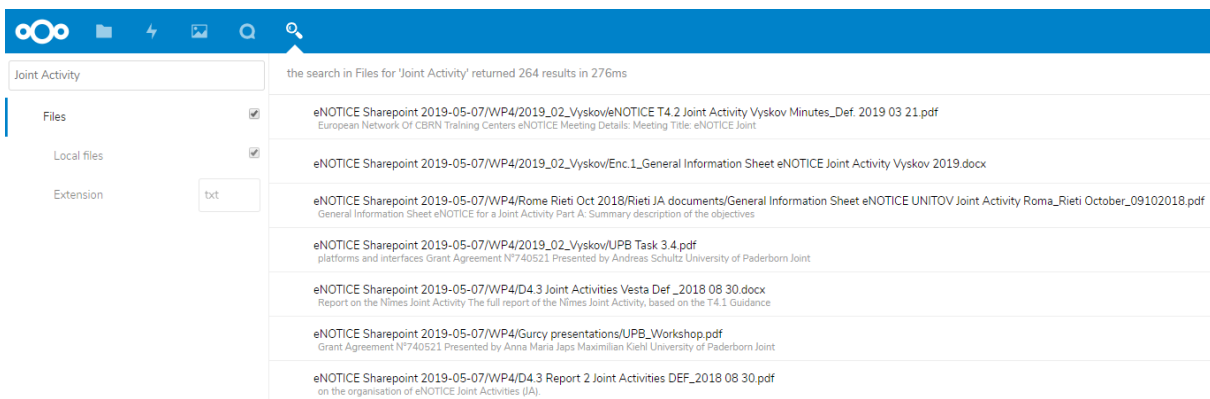 Joint Activity
Files
Local files
Extension
txt
the search in Files for 'Joint Activity' returned 264 results in 276ms
eNOTICE Sharepoint 2019-05-07/WP4/2019_02_Vyskov/eNOTICE T4.2 Joint Activity Vyskov Minutes_Def. 2019 03 21.pdf
European Network Of CBRN TraIning Centers eNOTICE Meeting Details: Meeting Title: eNOTICE Joint
eNOTICE Sharepoint 2019-05-07/WP4/2019_02_Vyskov/Enc.1_General Information Sheet eNOTICE Joint Activity Vyskov 2019.docx
eNOTICE Sharepoint 2019-05-07/WP4/Rome Rieti Oct 2018/Rieti JA documents/General Information Sheet eNOTICE UNITOV Joint Activity Roma_Rieti October_09102018.pdf
General Information Sheet eNOTICE for a Joint Activity Part A: Summary description of the objectives
eNOTICE Sharepoint 2019-05-07/WP4/2019_02_Vyskov/UPB Task 3.4.pdf
platforms and interfaces Grant Agreement N°740521 Presented by Andreas Schultz University of Paderborn Joint
eNOTICE Sharepoint 2019-05-07/WP4/D4.3 Joint Activities Vesta Def _2018 08 30.docx
Report on the Nîmes Joint Activity The full report of the Nîmes Joint Activity, based on the T4.1 Guidance
eNOTICE Sharepoint 2019-05-07/WP4/Gurcy presentations/UPB_Workshop.pdf
Grant Agreement N°740521 Presented by Anna Maria Japs Maximilian Kiehl University of Paderborn Joint
eNOTICE Sharepoint 2019-05-07/WP4/D4.3 Report 2 Joint Activities DEF_2018 08 30.pdf
on the organisation of eNOTICE Joint Activities (JA).